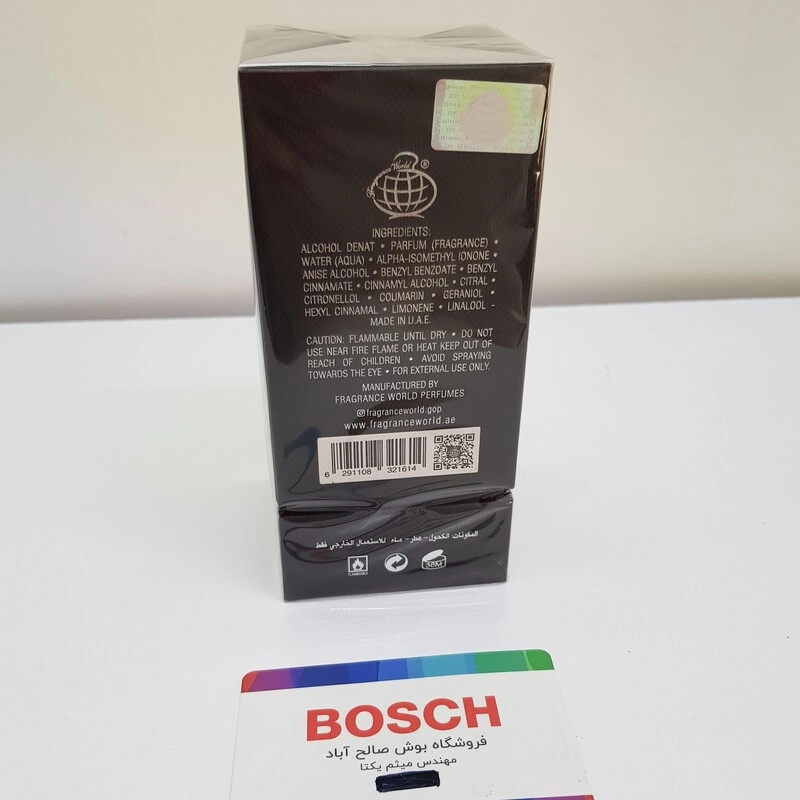 Fragrance World ®
INGREDIENTS:
ALCOHOL DENAT • PARFUM (FRAGRANCE) •
WATER (AQUA) • ALPHA-ISOMETHYL IONONE •
ANISE ALCOHOL • BENZYL BENZOATE • BENZYL
CINNAMATE • CINNAMYL ALCOHOL • CITRAL •
CITRONELLOL • COUMARIN • GERANIOL •
HEXYL CINNAMAL • LIMONENE • LINALOOL -
MADE IN U.A.E.
CAUTION: FLAMMABLE UNTIL DRY • DO NOT
USE NEAR FIRE FLAME OR HEAT KEEP OUT OF
REACH OF CHILDREN • AVOID SPRAYING
TOWARDS THE EYE • FOR EXTERNAL USE ONLY.
MANUFACTURED BY
FRAGRANCE WORLD PERFUMES
fragranceworld.gop
www.fragranceworld.ae
6 291108 321614
المكونات الكحول - عطر - ماء للاستعمال الخارجي فقط
FLAMMABLE
36M
BOSCH
فروشگاه بوش صالح آباد
مهندس میثم یکتا